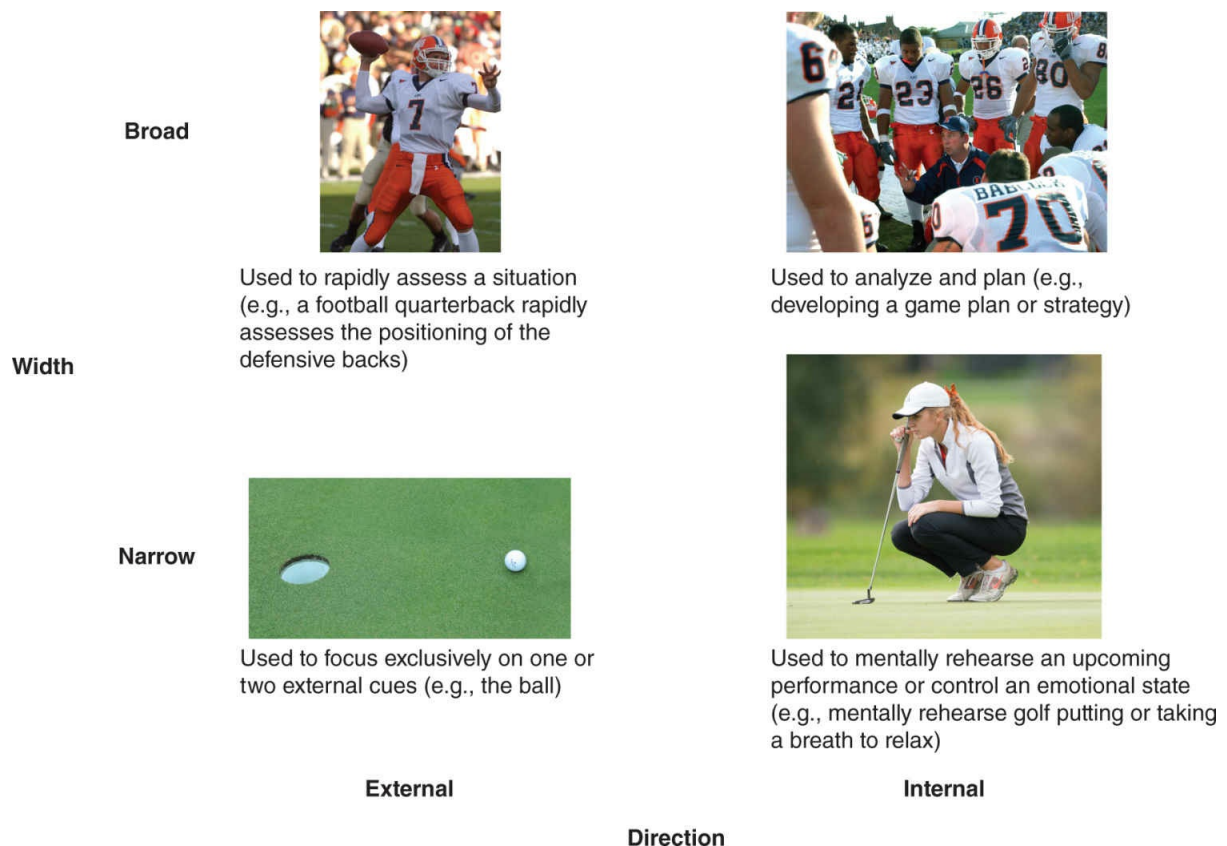 Broad
7
6
21
23
26
80
BABCOCK
70
Used to rapidly assess a situation
(e.g., a football quarterback rapidly
assesses the positioning of the
defensive backs)
Used to analyze and plan (e.g.,
developing a game plan or strategy)
Width
Narrow
Used to focus exclusively on one or
two external cues (e.g., the ball)
Used to mentally rehearse an upcoming
performance or control an emotional state
(e.g., mentally rehearse golf putting or taking
a breath to relax)
External
Internal
Direction